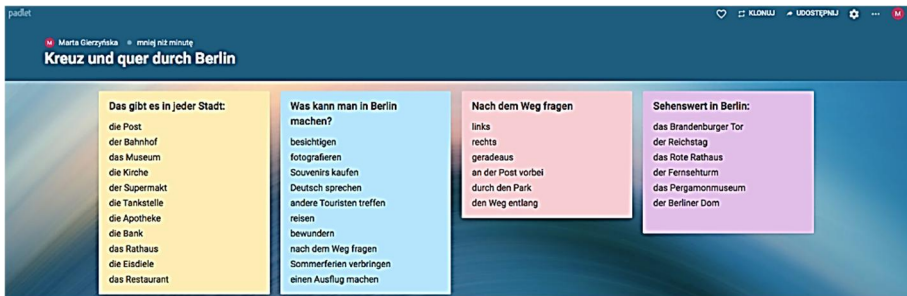 padlet
KLONUJ
UDOSTĘPNIJ
M
M Marta Gierzyńska mniej niż minutę
Kreuz und quer durch Berlin
Das gibt es in jeder Stadt:
die Post
der Bahnhof
das Museum
die Kirche
der Supermakt
die Tankstelle
die Apotheke
die Bank
das Rathaus
die Eisdiele
das Restaurant
Was kann man in Berlin
machen?
besichtigen
fotografieren
Souvenirs kaufen
Deutsch sprechen
andere Touristen treffen
reisen
bewundern
nach dem Weg fragen
Sommerferien verbringen
einen Ausflug machen
Nach dem Weg fragen
links
rechts
geradeaus
an der Post vorbei
durch den Park
den Weg entlang
Sehenswert in Berlin:
das Brandenburger Tor
der Reichstag
das Rote Rathaus
der Fernsehturm
das Pergamonmuseum
der Berliner Dom